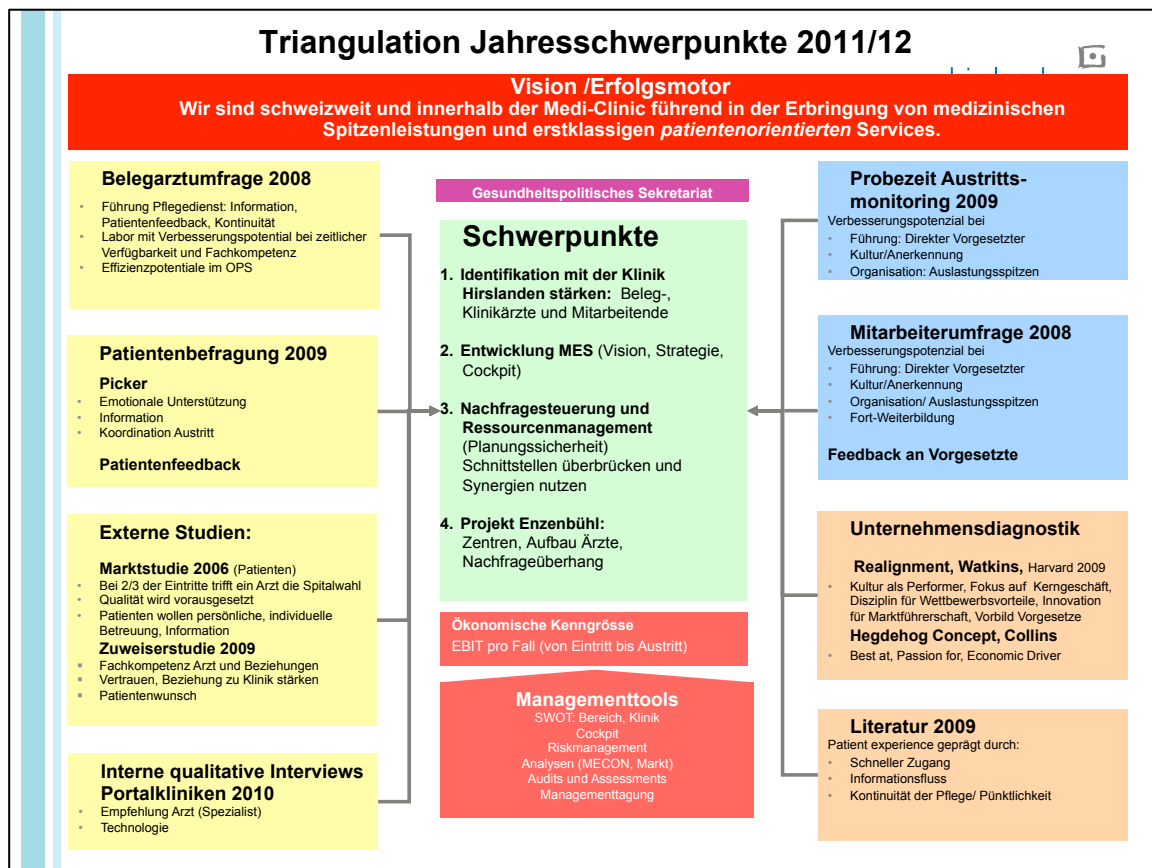 Triangulation Jahresschwerpunkte 2011/12
Vision /Erfolgsmotor
Wir sind schweizweit und innerhalb der Medi-Clinic führend in der Erbringung von medizinischen
Spitzenleistungen und erstklassigen patientenorientierten Services.
Belegarztumfrage 2008
• Führung Pflegedienst: Information,
Patientenfeedback, Kontinuität
• Labor mit Verbesserungspotential bei zeitlicher
Verfügbarkeit und Fachkompetenz
• Effizienzpotentiale im OPS
Patientenbefragung 2009
Picker
• Emotionale Unterstützung
• Information
• Koordination Austritt
Patientenfeedback
Externe Studien:
Marktstudie 2006 (Patienten)
• Bei 2/3 der Eintritte trifft ein Arzt die Spitalwahl
• Qualität wird vorausgesetzt
• Patienten wollen persönliche, individuelle
Betreuung, Information
Zuweiserstudie 2009
▪ Fachkompetenz Arzt und Beziehungen
▪ Vertrauen, Beziehung zu Klinik stärken
▪ Patientenwunsch
Interne qualitative Interviews
Portalkliniken 2010
• Empfehlung Arzt (Spezialist)
• Technologie
Gesundheitspolitisches Sekretariat
Schwerpunkte
1. Identifikation mit der Klinik
Hirslanden stärken: Beleg-,
Klinikärzte und Mitarbeitende
2. Entwicklung MES (Vision, Strategie,
Cockpit)
3. Nachfragesteuerung und
Ressourcenmanagement
(Planungssicherheit)
Schnittstellen überbrücken und
Synergien nutzen
4. Projekt Enzenbühl:
Zentren, Aufbau Ärzte,
Nachfrageüberhang
Ökonomische Kenngrösse
EBIT pro Fall (von Eintritt bis Austritt)
Managementtools
SWOT: Bereich, Klinik
Cockpit
Riskmanagement
Analysen (MECON, Markt)
Audits und Assessments
Managementtagung
Probezeit Austritts-
monitoring 2009
Verbesserungspotenzial bei
• Führung: Direkter Vorgesetzter
• Kultur/Anerkennung
• Organisation: Auslastungsspitzen
Mitarbeiterumfrage 2008
Verbesserungspotenzial bei
• Führung: Direkter Vorgesetzter
• Kultur/Anerkennung
• Organisation/ Auslastungsspitzen
• Fort-Weiterbildung
Feedback an Vorgesetzte
Unternehmensdiagnostik
Realignment, Watkins, Harvard 2009
• Kultur als Performer, Fokus auf Kerngeschäft,
Disziplin für Wettbewerbsvorteile, Innovation
für Marktführerschaft, Vorbild Vorgesetze
Hegdehog Concept, Collins
• Best at, Passion for, Economic Driver
Literatur 2009
Patient experience geprägt durch:
• Schneller Zugang
• Informationsfluss
• Kontinuität der Pflege/ Pünktlichkeit